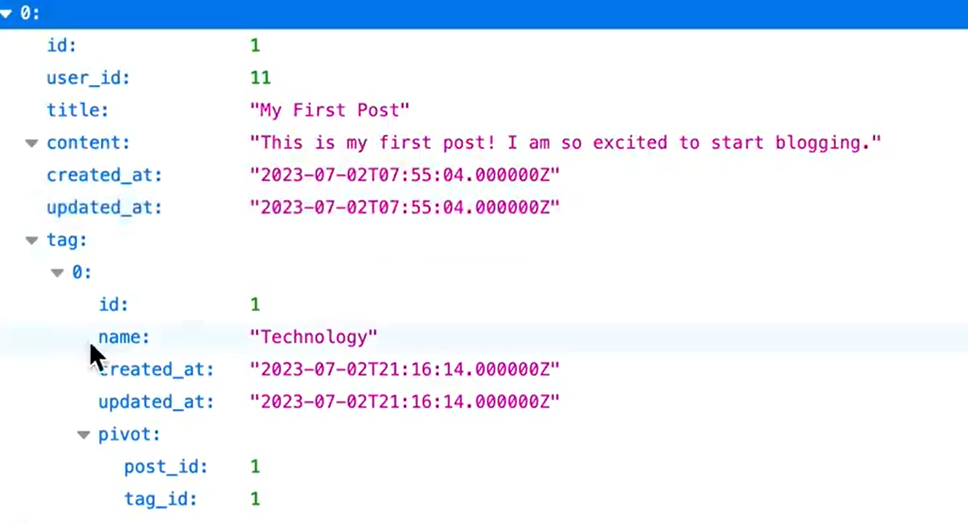 0:
id: 1
user_id: 11
title: "My First Post"
content: "This is my first post! I am so excited to start blogging."
created_at: "2023-07-02T07:55:04.000000Z"
updated_at: "2023-07-02T07:55:04.000000Z"
tag:
0:
id: 1
name: "Technology"
created_at: "2023-07-02T21:16:14.000000Z"
updated_at: "2023-07-02T21:16:14.000000Z"
pivot:
post_id: 1
tag_id: 1